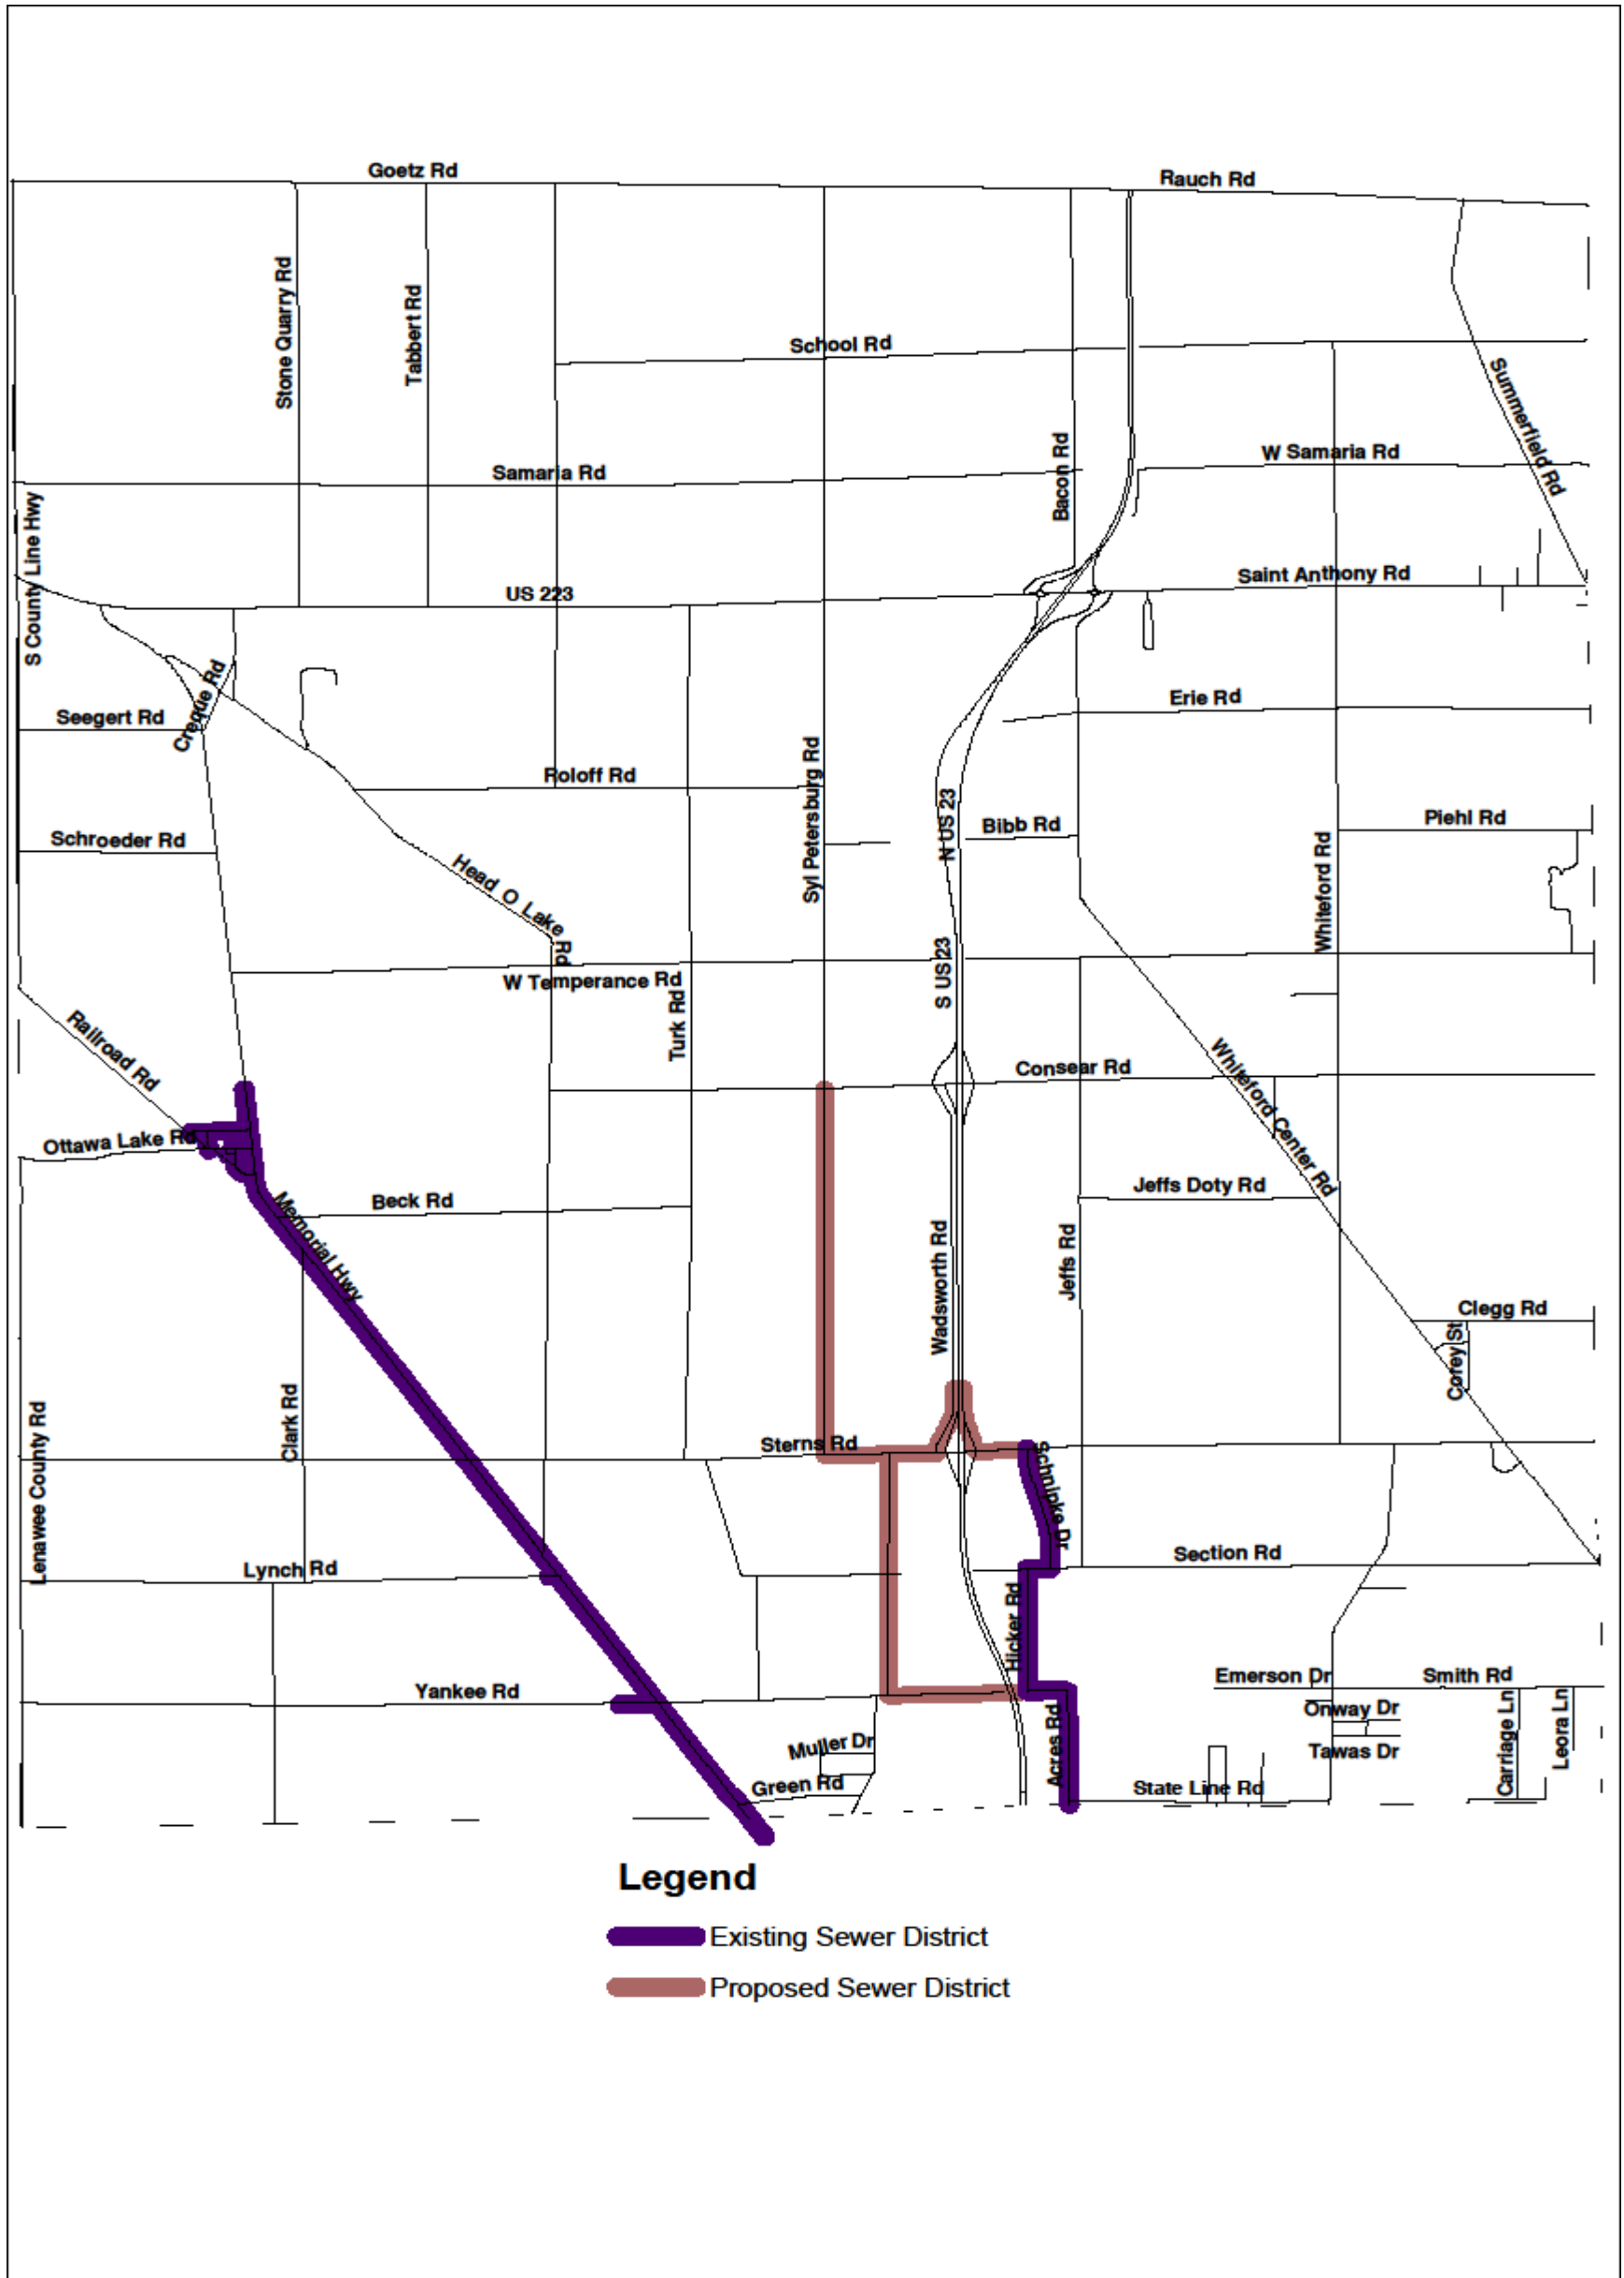 Goetz Rd
Rauch Rd
Stone Quarry Rd
Tabbert Rd
School Rd
Summerfield Rd
Bacon Rd
W Samaria Rd
Samaria Rd
S County Line Hwy
US 223
Saint Anthony Rd
Creque Rd
Seegert Rd
Erie Rd
Syl Petersburg Rd
Roloff Rd
N US 23
Bibb Rd
Piehl Rd
Schroeder Rd
Whiteford Rd
Head O Lake Rd
W Temperance Rd
S US 23
Turk Rd
Railroad Rd
Consear Rd
Whiteford Center Rd
Ottawa Lake Rd
Beck Rd
Memorial Hwy
Jeffs Doty Rd
Wadsworth Rd
Jeffs Rd
Clegg Rd
Corey St
Clark Rd
Lenawee County Rd
Sterns Rd
Schnipke Dr
Section Rd
Lynch Rd
Hicker Rd
Yankee Rd
Emerson Dr
Smith Rd
Onway Dr
Carriage Ln
Leora Ln
Acres Rd
Muller Dr
Tawas Dr
Green Rd
State Line Rd
Legend
Existing Sewer District
Proposed Sewer District